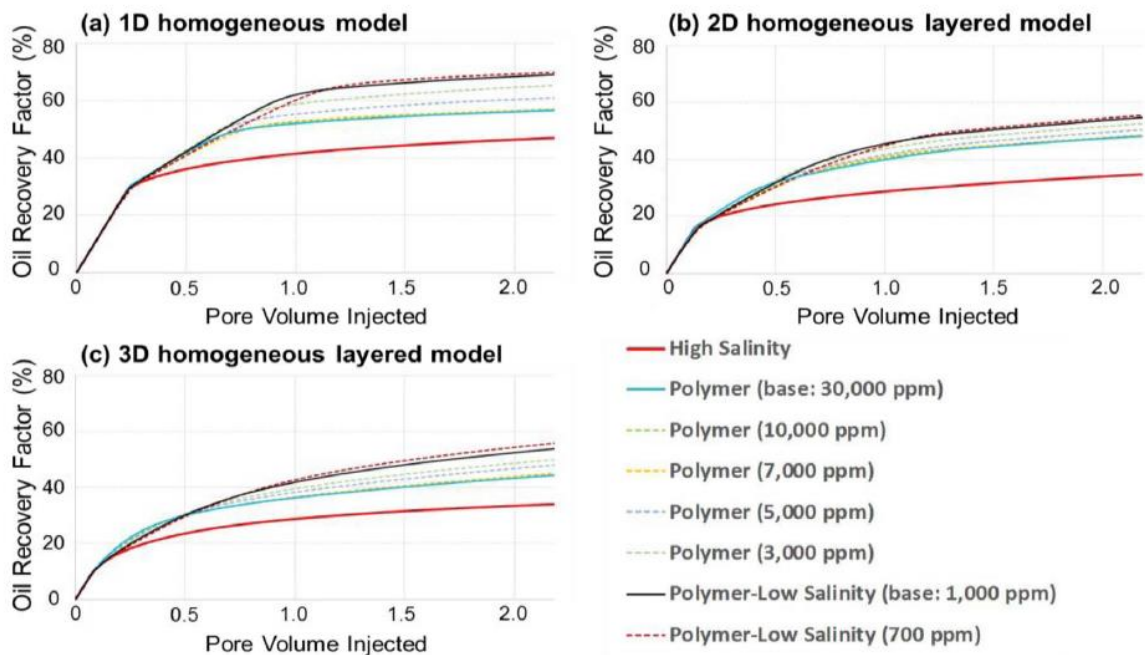 (a) 1D homogeneous model
Oil Recovery Factor (%)
80
60
40
20
0
0 0.5 1.0 1.5 2.0
Pore Volume Injected
(b) 2D homogeneous layered model
Oil Recovery Factor (%)
80
60
40
20
0
0 0.5 1.0 1.5 2.0
Pore Volume Injected
(c) 3D homogeneous layered model
Oil Recovery Factor (%)
80
60
40
20
0
0 0.5 1.0 1.5 2.0
Pore Volume Injected
High Salinity
Polymer (base: 30,000 ppm)
Polymer (10,000 ppm)
Polymer (7,000 ppm)
Polymer (5,000 ppm)
Polymer (3,000 ppm)
Polymer-Low Salinity (base: 1,000 ppm)
Polymer-Low Salinity (700 ppm)